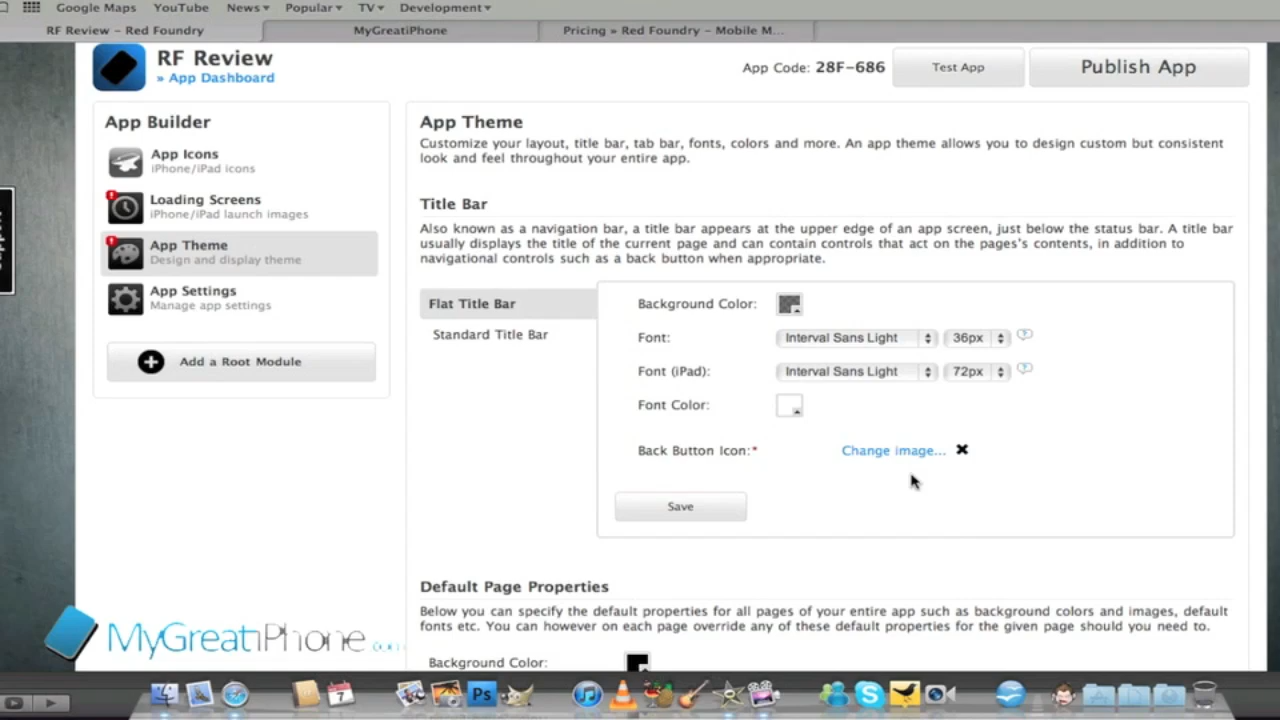 Google Maps YouTube News Popular TV Development
RF Review – Red Foundry MyGreatiPhone Pricing » Red Foundry – Mobile M...
RF Review
» App Dashboard
App Code: 28F-686 Test App Publish App
App Builder
App Icons
iPhone/iPad icons
Loading Screens
iPhone/iPad launch images
App Theme
Design and display theme
App Settings
Manage app settings
Add a Root Module
App Theme
Customize your layout, title bar, tab bar, fonts, colors and more. An app theme allows you to design custom but consistent
look and feel throughout your entire app.
Title Bar
Also known as a navigation bar, a title bar appears at the upper edge of an app screen, just below the status bar. A title bar
usually displays the title of the current page and can contain controls that act on the pages's contents, in addition to
navigational controls such as a back button when appropriate.
Flat Title Bar
Standard Title Bar
Background Color:
Font: Interval Sans Light 36px
Font (iPad): Interval Sans Light 72px
Font Color:
Back Button Icon:* Change image...
Save
Default Page Properties
Below you can specify the default properties for all pages of your entire app such as background colors and images, default
fonts etc. You can however on each page override any of these default properties for the given page should you need to.
Background Color:
MyGreatiPhone.com
Ps